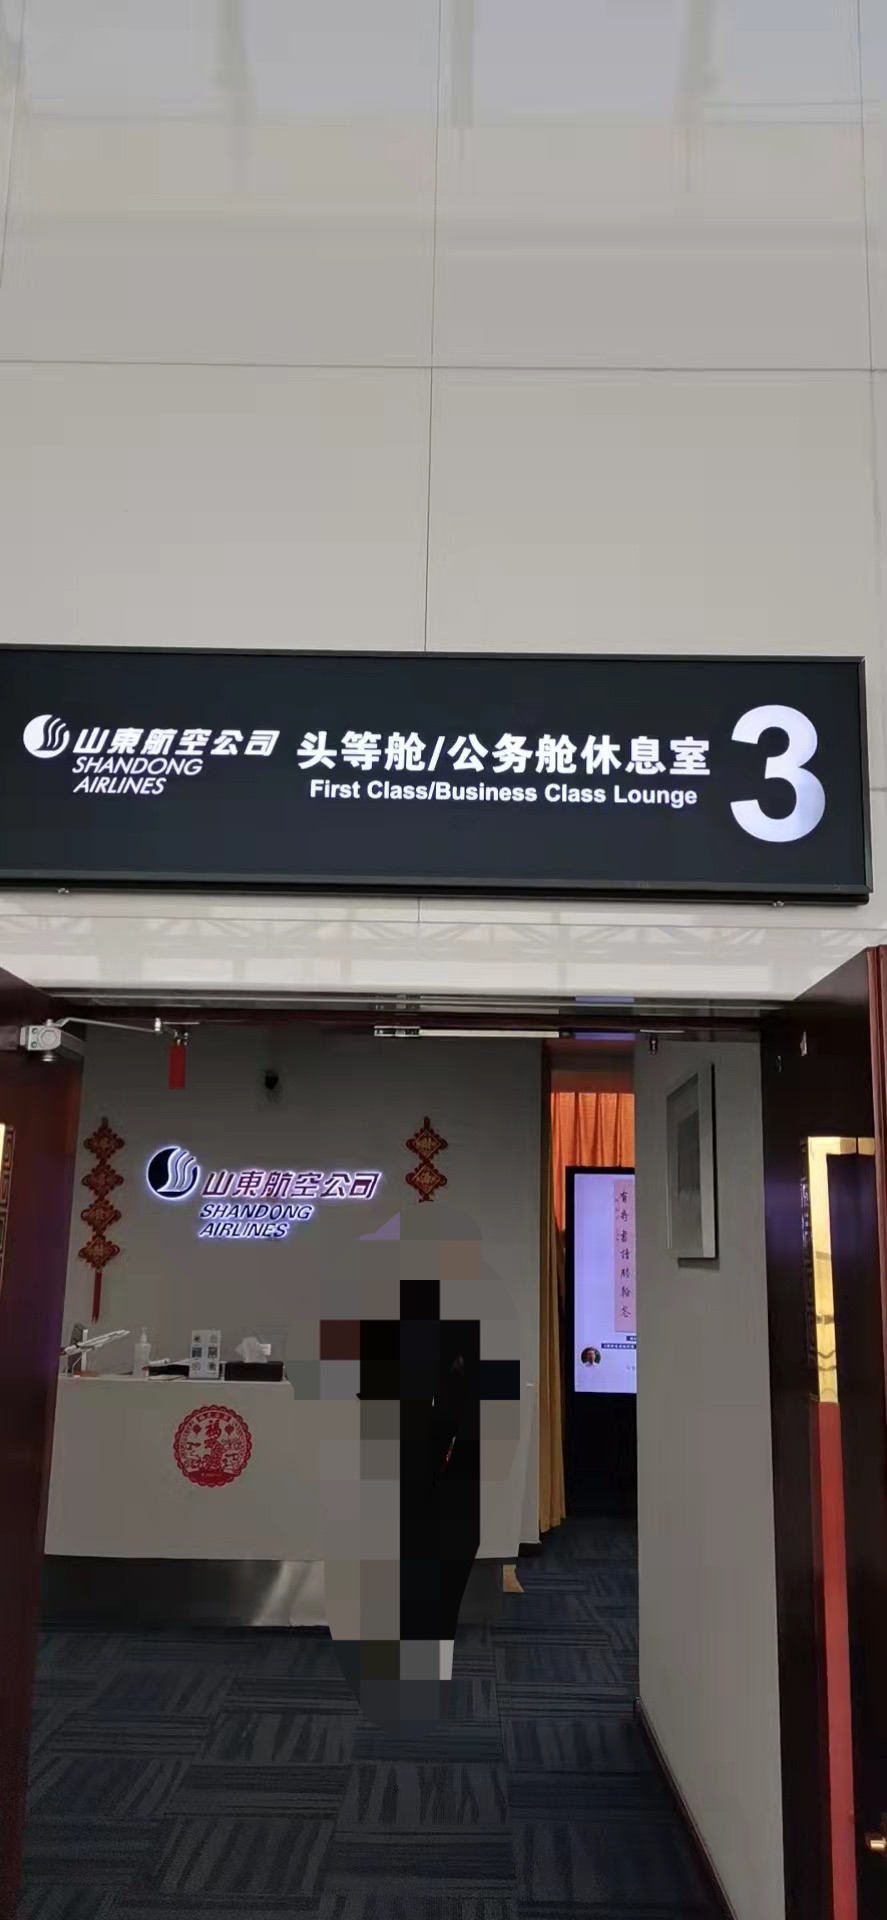 山東航空公司
SHANDONG
AIRLINES
头等舱/公务舱休息室
First Class/Business Class Lounge
3
山東航空公司
SHANDONG
AIRLINES
福